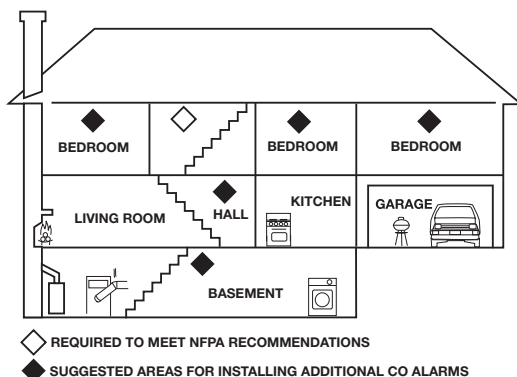 BEDROOM
BEDROOM
BEDROOM
LIVING ROOM
HALL
KITCHEN
GARAGE
BASEMENT
REQUIRED TO MEET NFPA RECOMMENDATIONS
SUGGESTED AREAS FOR INSTALLING ADDITIONAL CO ALARMS